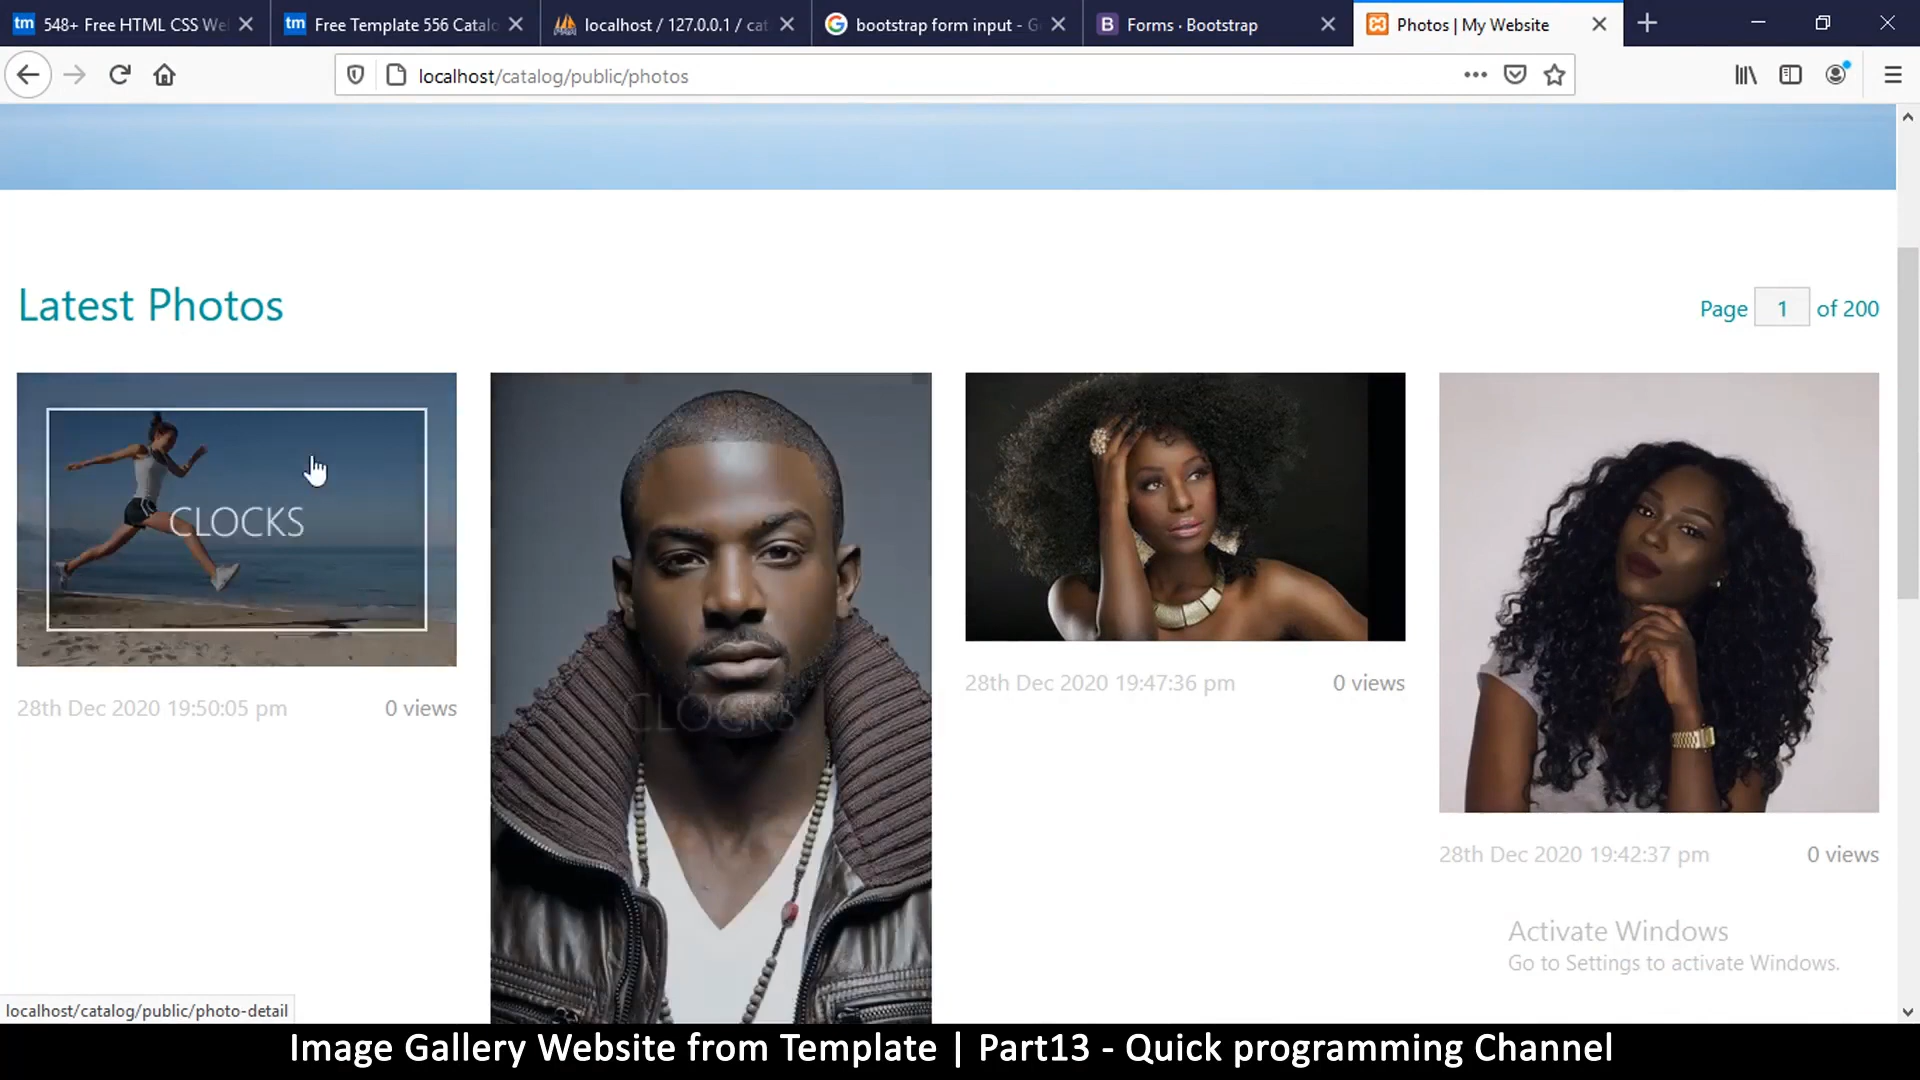 548+ Free HTML CSS We
Free Template 556 Catalo
localhost / 127.0.0.1 / cat
bootstrap form input - Go
Forms · Bootstrap
Photos | My Website
localhost/catalog/public/photos
Latest Photos
Page 1 of 200
CLOCKS
CLOCKS
28th Dec 2020 19:50:05 pm 0 views
28th Dec 2020 19:47:36 pm 0 views
28th Dec 2020 19:42:37 pm 0 views
Activate Windows
Go to Settings to activate Windows.
localhost/catalog/public/photo-detail
Image Gallery Website from Template | Part13 - Quick programming Channel